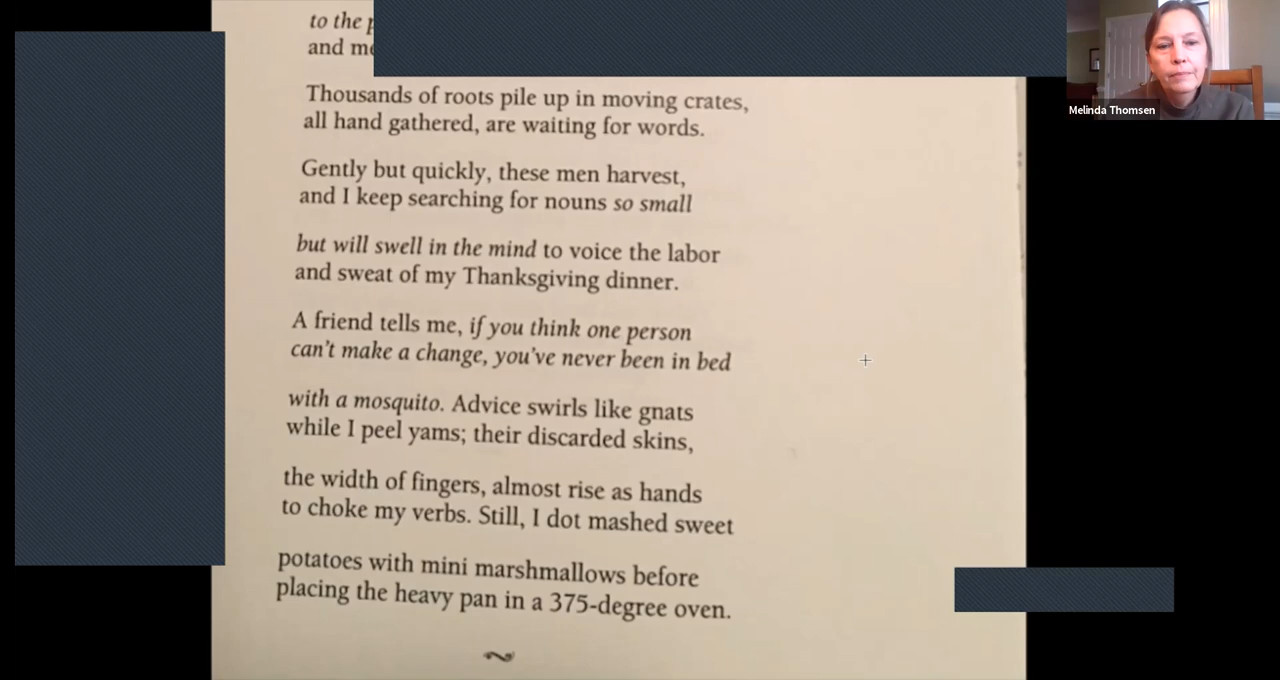 to the
and
Thousands of roots pile up in moving crates,
all hand gathered, are waiting for words.
Gently but quickly, these men harvest,
and I keep searching for nouns so small
but will swell in the mind to voice the labor
and sweat of my Thanksgiving dinner.
A friend tells me, if you think one person
can't make a change, you've never been in bed
with a mosquito. Advice swirls like gnats
while I peel yams; their discarded skins,
the width of fingers, almost rise as hands
to choke my verbs. Still, I dot mashed sweet
potatoes with mini marshmallows before
placing the heavy pan in a 375-degree oven.
Melinda Thomsen